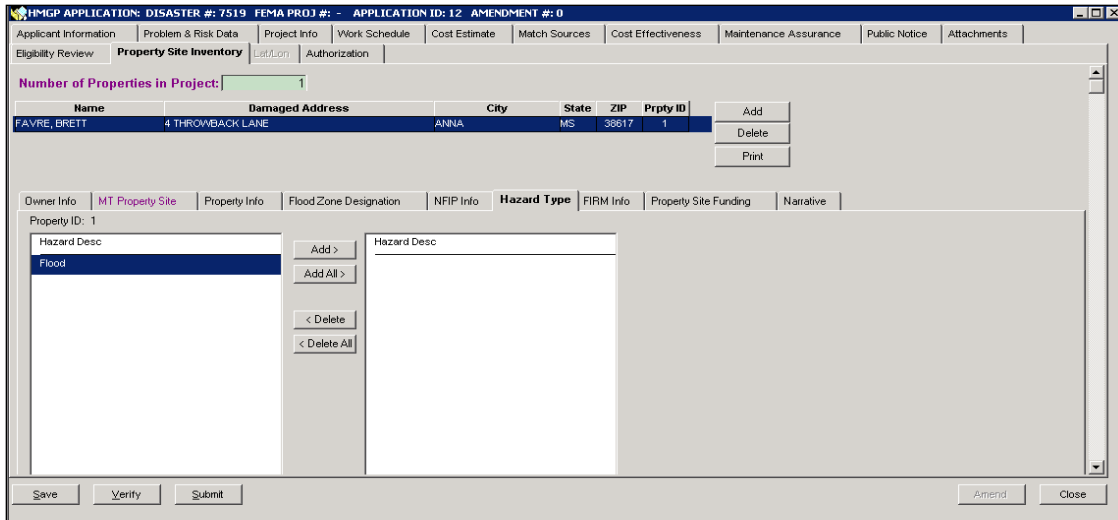 HMGP APPLICATION: DISASTER #: 7519 FEMA PROJ #: - APPLICATION ID: 12 AMENDMENT #: 0
Applicant Information Problem & Risk Data Project Info Work Schedule Cost Estimate Match Sources Cost Effectiveness Maintenance Assurance Public Notice Attachments
Eligibility Review Property Site Inventory Lat/Lon Authorization
Number of Properties in Project: 1
Name Damaged Address City State ZIP Prpty ID
FAVRE, BRETT 4 THROWBACK LANE ANNA MS 38617 1
Add
Delete
Print
Owner Info MT Property Site Property Info Flood Zone Designation NFIP Info Hazard Type FIRM Info Property Site Funding Narrative
Property ID: 1
Hazard Desc
Flood
Add >
Add All >
< Delete
< Delete All
Hazard Desc
Save Verify Submit Amend Close